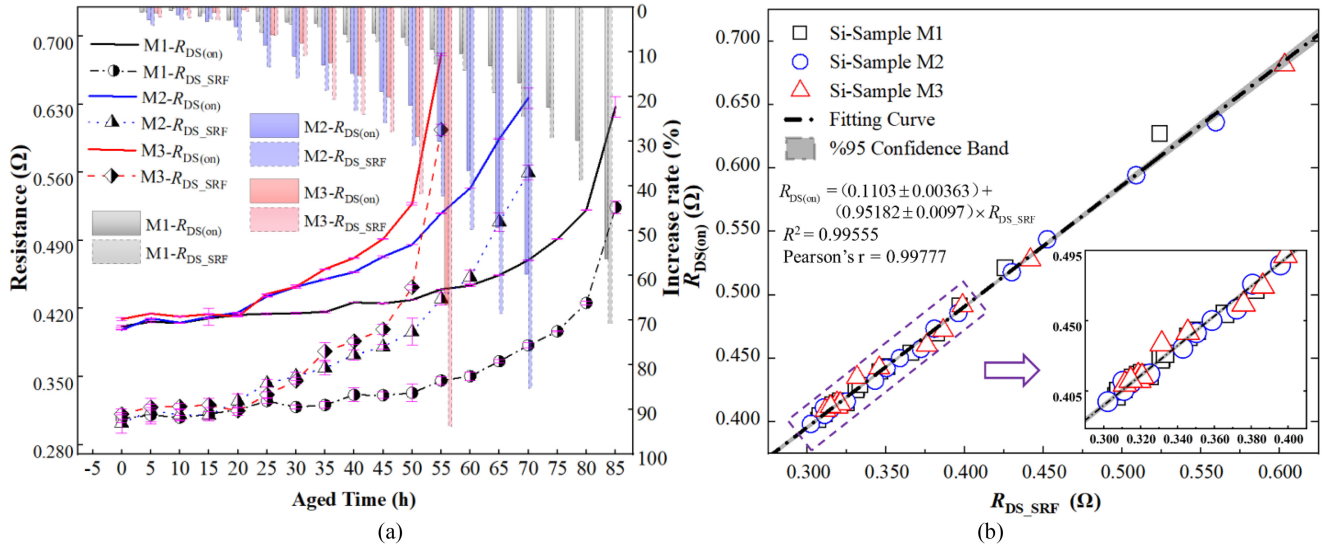 0.700
0.630
0.560
0.490
0.420
0.350
0.280
Resistance (Ω)
M1-RDS(on)
M1-RDS_SRF
M2-RDS(on)
M2-RDS_SRF
M3-RDS(on)
M3-RDS_SRF
M1-RDS(on)
M1-RDS_SRF
M2-RDS(on)
M2-RDS_SRF
M3-RDS(on)
M3-RDS_SRF
0
10
20
30
40
50
60
70
80
90
100
Increase rate (%)
-5 0 5 10 15 20 25 30 35 40 45 50 55 60 65 70 75 80 85
Aged Time (h)
(a)
0.700
0.650
0.600
0.550
0.500
0.450
0.400
RDS(on) (Ω)
Si-Sample M1
Si-Sample M2
Si-Sample M3
Fitting Curve
%95 Confidence Band
RDS(on) = (0.1103 ± 0.00363) +
(0.95182 ± 0.0097) × RDS_SRF
R² = 0.99555
Pearson's r = 0.99777
0.495
0.450
0.405
0.300 0.320 0.340 0.360 0.380 0.400
0.300 0.350 0.400 0.450 0.500 0.550 0.600
RDS_SRF (Ω)
(b)